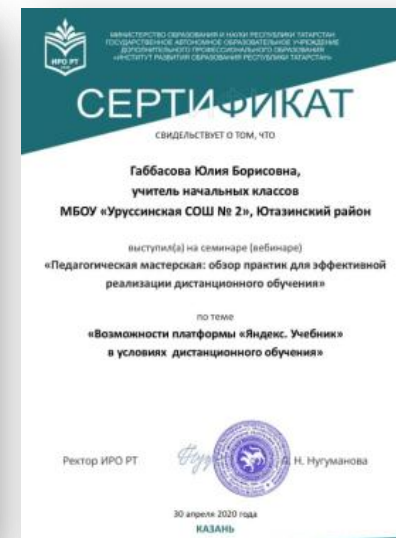 МИНИСТЕРСТВО ОБРАЗОВАНИЯ И НАУКИ РЕСПУБЛИКИ ТАТАРСТАН
ГОСУДАРСТВЕННОЕ АВТОНОМНОЕ ОБРАЗОВАТЕЛЬНОЕ УЧРЕЖДЕНИЕ
ДОПОЛНИТЕЛЬНОГО ПРОФЕССИОНАЛЬНОГО ОБРАЗОВАНИЯ
«ИНСТИТУТ РАЗВИТИЯ ОБРАЗОВАНИЯ РЕСПУБЛИКИ ТАТАРСТАН»
ИРО РТ
СЕРТИФИКАТ
СВИДЕЛЬСТВУЕТ О ТОМ, ЧТО
Габбасова Юлия Борисовна,
учитель начальных классов
МБОУ «Уруссинская СОШ № 2», Ютазинский район
выступил(а) на семинаре (вебинаре)
«Педагогическая мастерская: обзор практик для эффективной
реализации дистанционного обучения»
по теме
«Возможности платформы «Яндекс. Учебник»
в условиях дистанционного обучения»
Ректор ИРО РТ
Л. Н. Нугуманова
30 апреля 2020 года
КАЗАНЬ